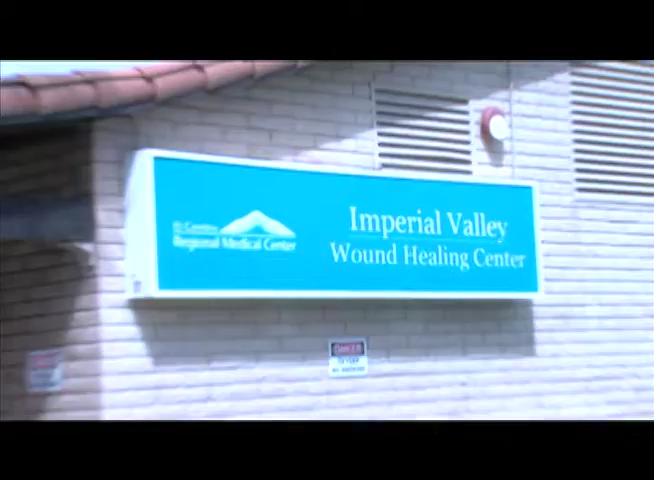 El Centro
Regional Medical Center
Imperial Valley
Wound Healing Center
DANGER